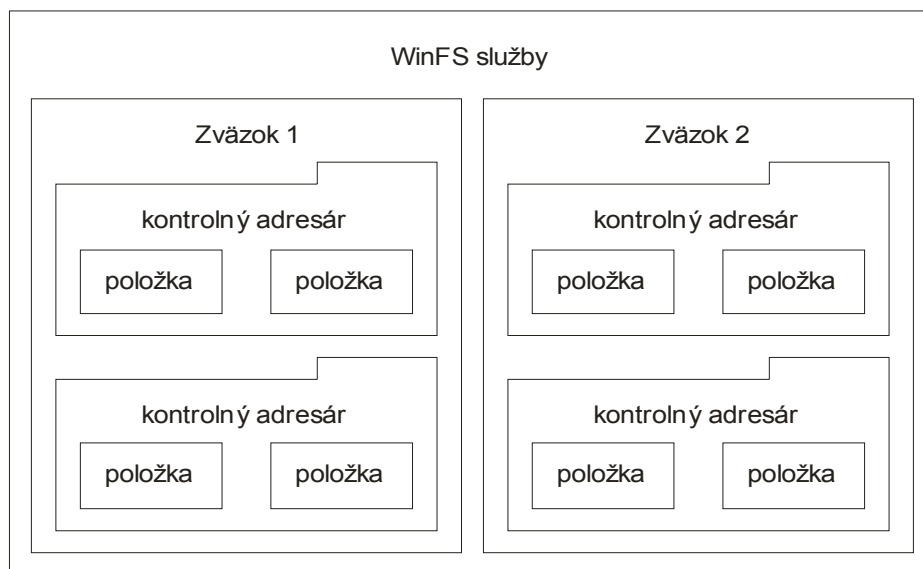 WinFS služby
Zväzok 1
kontrolný adresár
položka
položka
kontrolný adresár
položka
položka
Zväzok 2
kontrolný adresár
položka
položka
kontrolný adresár
položka
položka